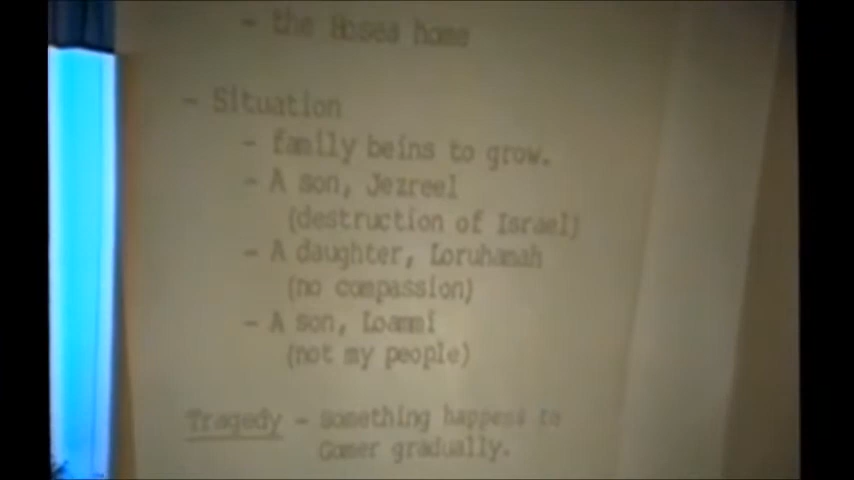 - the Hosea home
- Situation
- family beins to grow.
- A son, Jezreel
(destruction of Israel)
- A daughter, Loruhamah
(no compassion)
- A son, Loammi
(not my people)
Tragedy - something happens to
Gomer gradually.